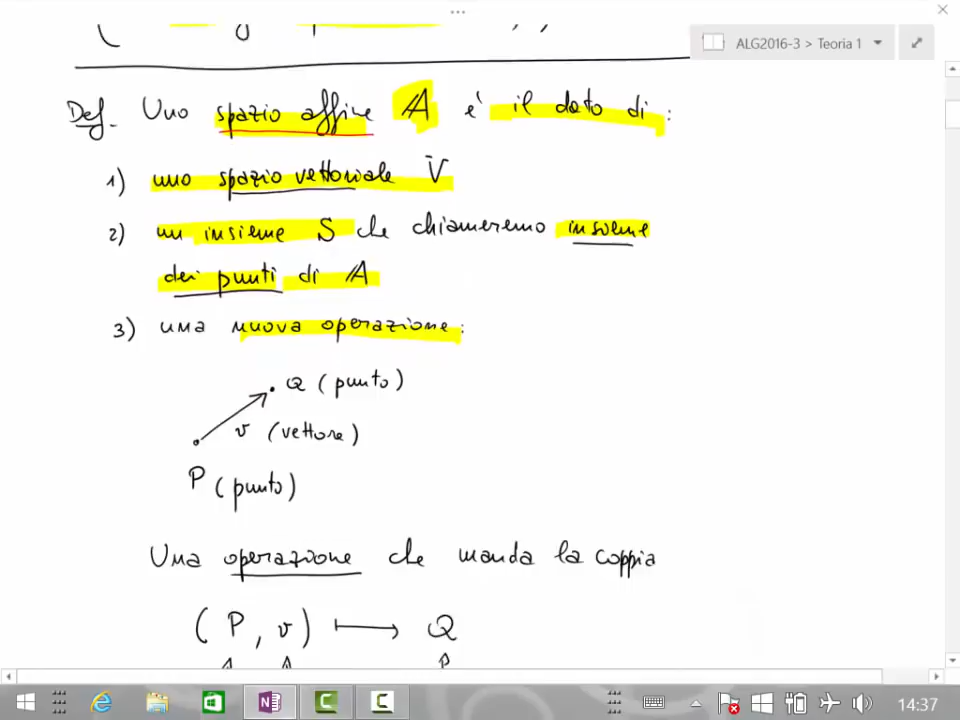 ALG2016-3 > Teoria 1
Def. Uno spazio affine 𝔸 è il dato di:
1) uno spazio vettoriale V
2) un insieme S che chiameremo insieme
dei punti di 𝔸
3) una nuova operazione:
Q (punto)
v (vettore)
P (punto)
Una operazione che manda la coppia
(P, v) ⟼ Q
14:37